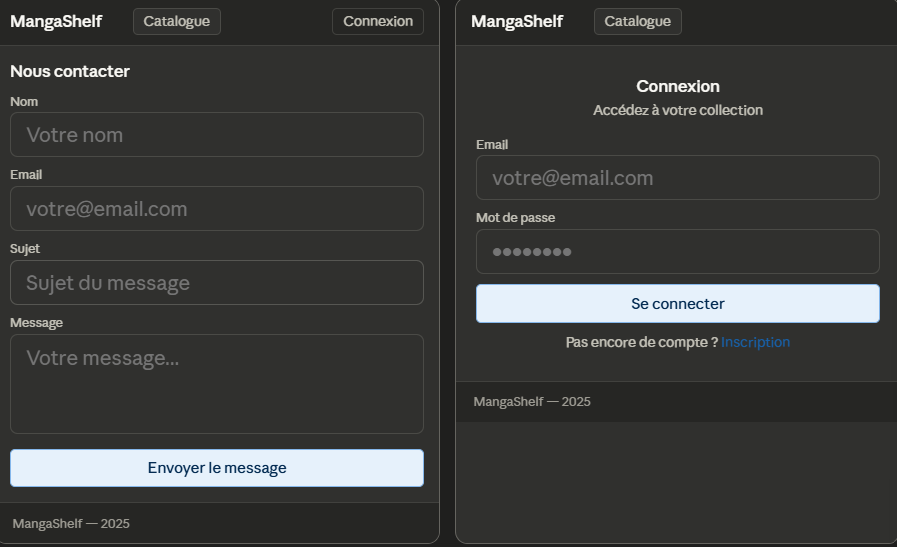 MangaShelf Catalogue Connexion
Nous contacter
Nom
Votre nom
Email
votre@email.com
Sujet
Sujet du message
Message
Votre message...
Envoyer le message
MangaShelf — 2025
MangaShelf Catalogue
Connexion
Accédez à votre collection
Email
votre@email.com
Mot de passe
••••••••
Se connecter
Pas encore de compte ? Inscription
MangaShelf — 2025